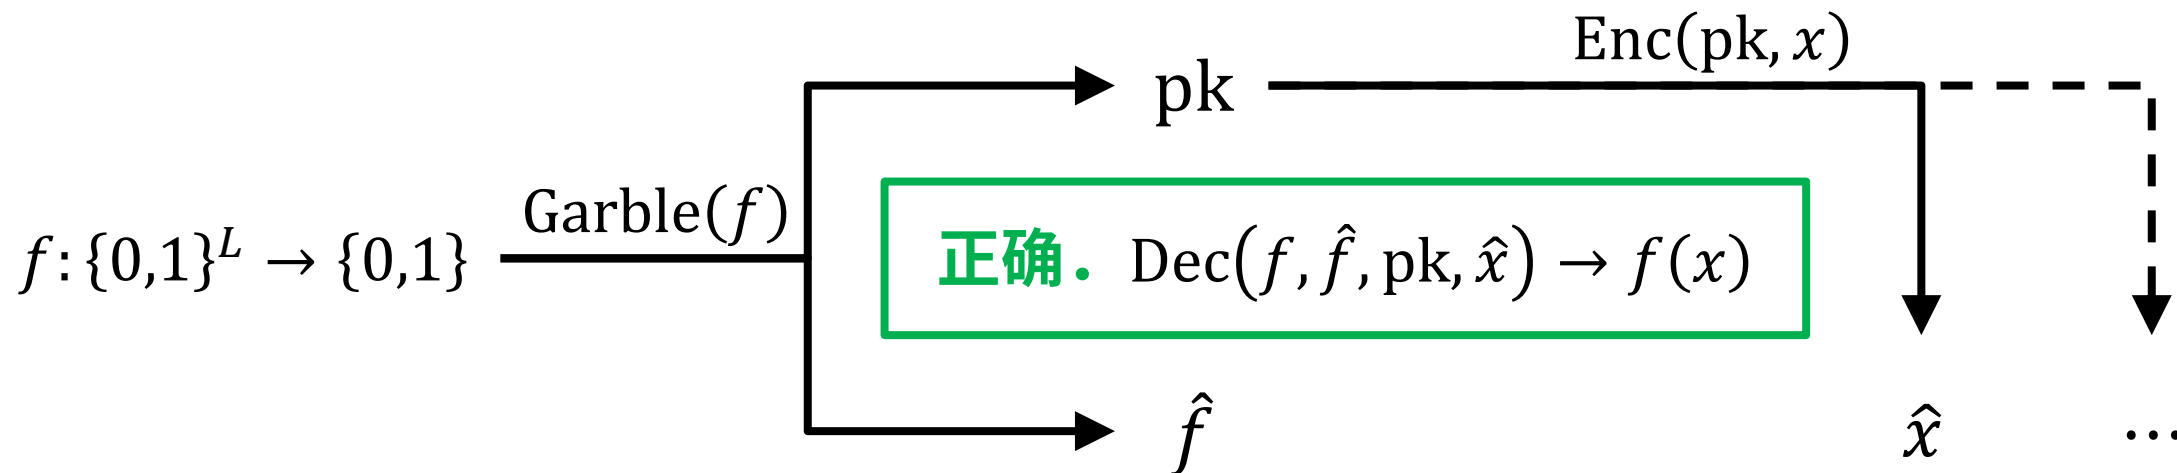 Enc(pk, x)
pk
Garble(f)
f: {0,1}^L → {0,1}
正确. Dec(f, f̂, pk, x̂) → f(x)
f̂
x̂
⋯